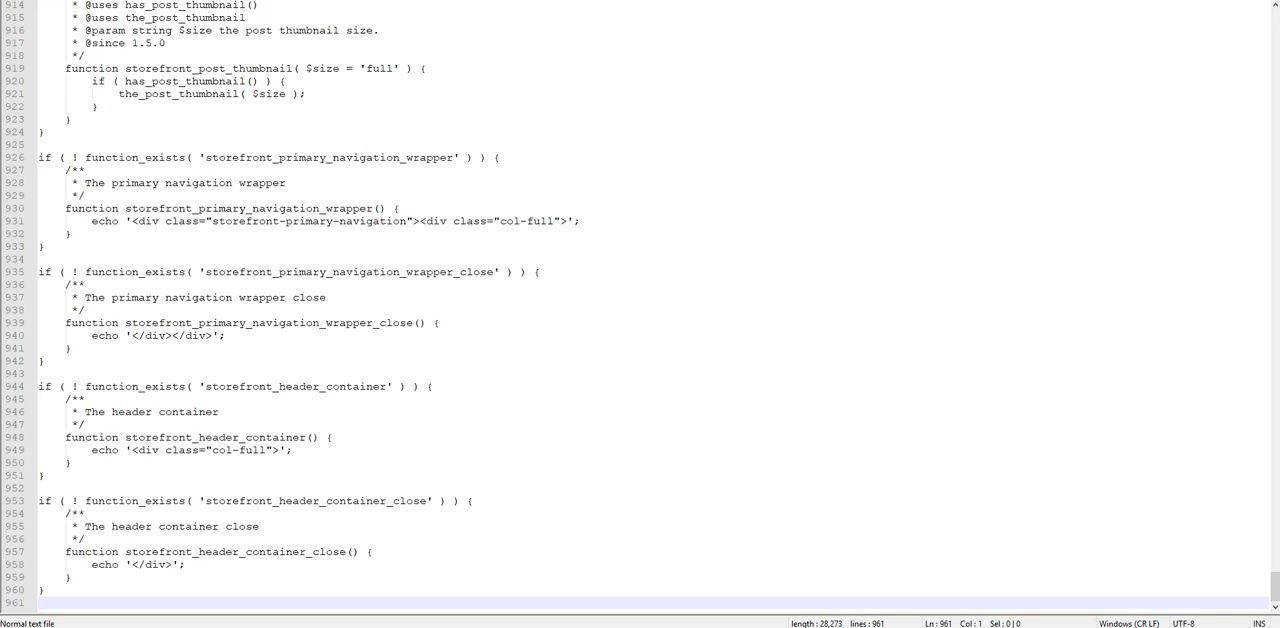 914      * @uses has_post_thumbnail()
915      * @uses the_post_thumbnail
916      * @param string $size the post thumbnail size.
917      * @since 1.5.0
918      */
919     function storefront_post_thumbnail( $size = 'full' ) {
920         if ( has_post_thumbnail() ) {
921             the_post_thumbnail( $size );
922         }
923     }
924 }
925
926 if ( ! function_exists( 'storefront_primary_navigation_wrapper' ) ) {
927     /**
928      * The primary navigation wrapper
929      */
930     function storefront_primary_navigation_wrapper() {
931         echo '<div class="storefront-primary-navigation"><div class="col-full">';
932     }
933 }
934
935 if ( ! function_exists( 'storefront_primary_navigation_wrapper_close' ) ) {
936     /**
937      * The primary navigation wrapper close
938      */
939     function storefront_primary_navigation_wrapper_close() {
940         echo '</div></div>';
941     }
942 }
943
944 if ( ! function_exists( 'storefront_header_container' ) ) {
945     /**
946      * The header container
947      */
948     function storefront_header_container() {
949         echo '<div class="col-full">';
950     }
951 }
952
953 if ( ! function_exists( 'storefront_header_container_close' ) ) {
954     /**
955      * The header container close
956      */
957     function storefront_header_container_close() {
958         echo '</div>';
959     }
960 }
961
Normal text file length : 28,273 lines : 961 Ln : 961 Col : 1 Sel : 0 | 0 Windows (CR LF) UTF-8 INS